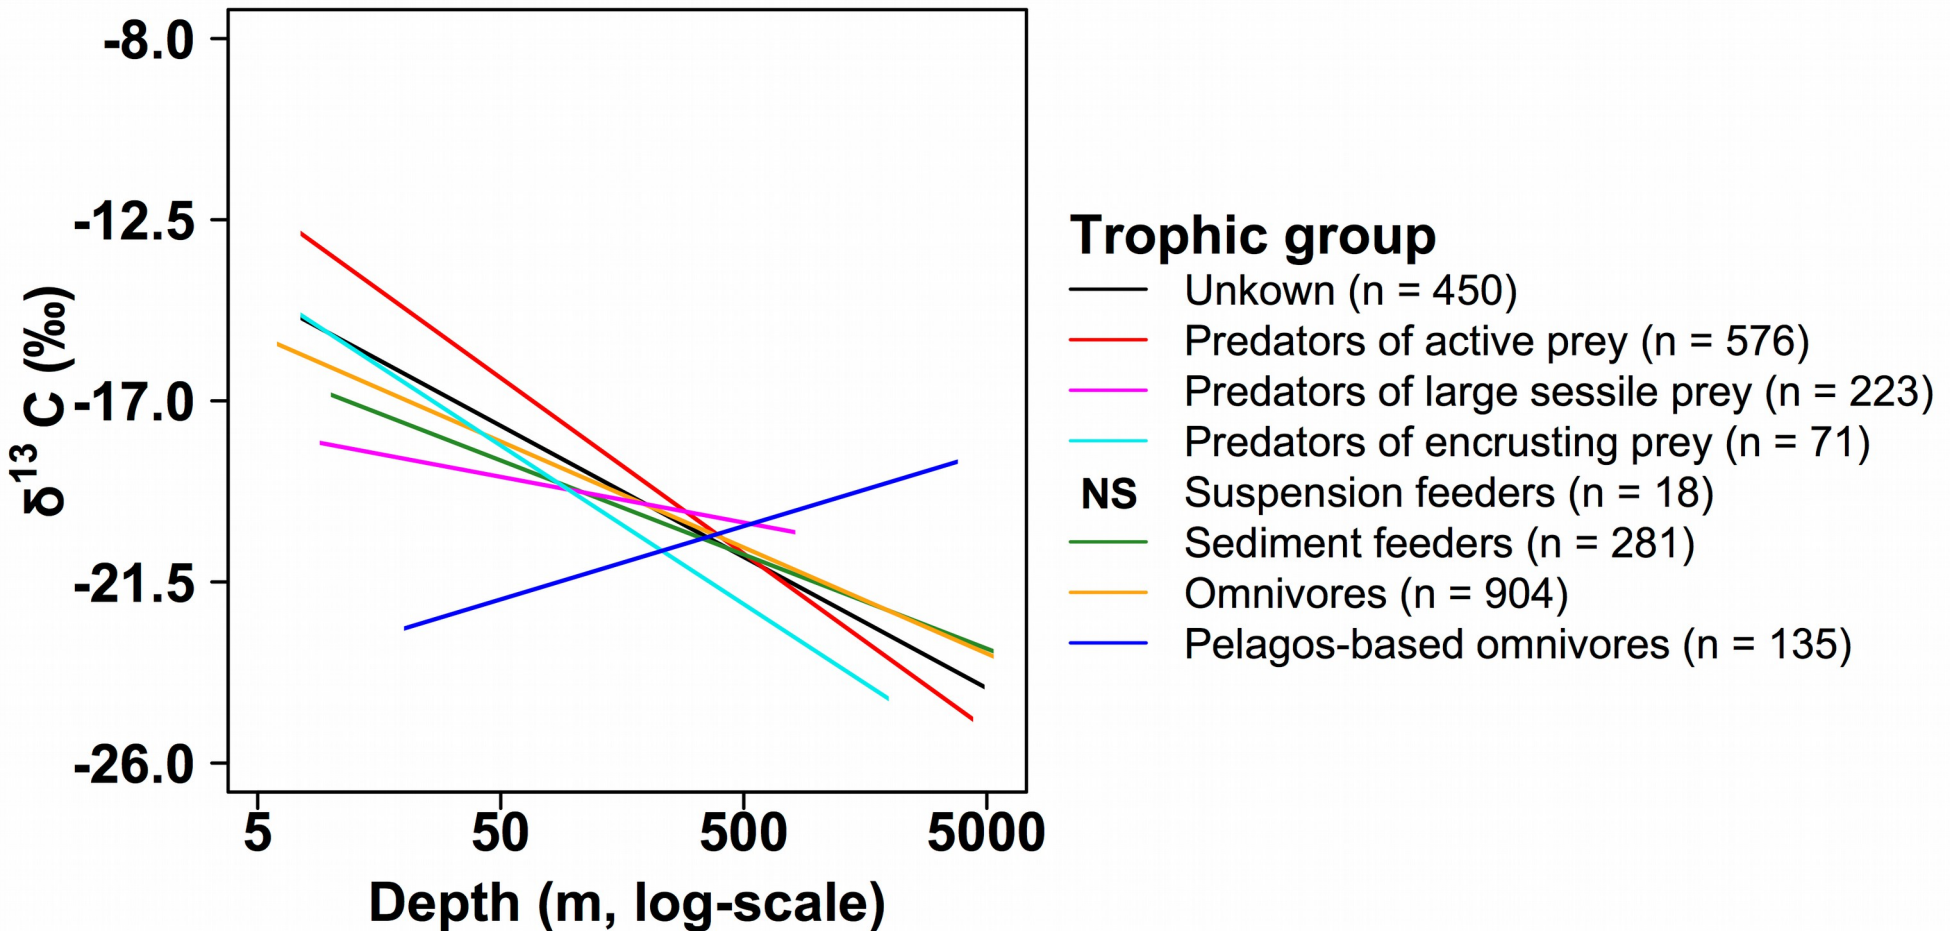 -8.0
-12.5
-17.0
-21.5
-26.0
δ13 C (‰)
5 50 500 5000
Depth (m, log-scale)
Trophic group
Unkown (n = 450)
Predators of active prey (n = 576)
Predators of large sessile prey (n = 223)
Predators of encrusting prey (n = 71)
NS Suspension feeders (n = 18)
Sediment feeders (n = 281)
Omnivores (n = 904)
Pelagos-based omnivores (n = 135)